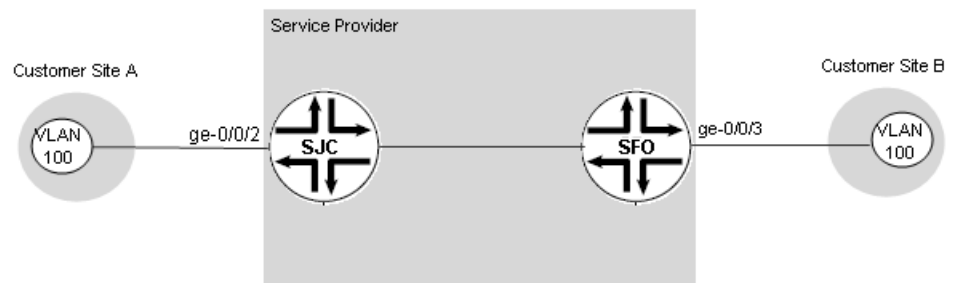 Service Provider
Customer Site A
Customer Site B
VLAN
100
ge-0/0/2
SJC
SFO
ge-0/0/3
VLAN
100